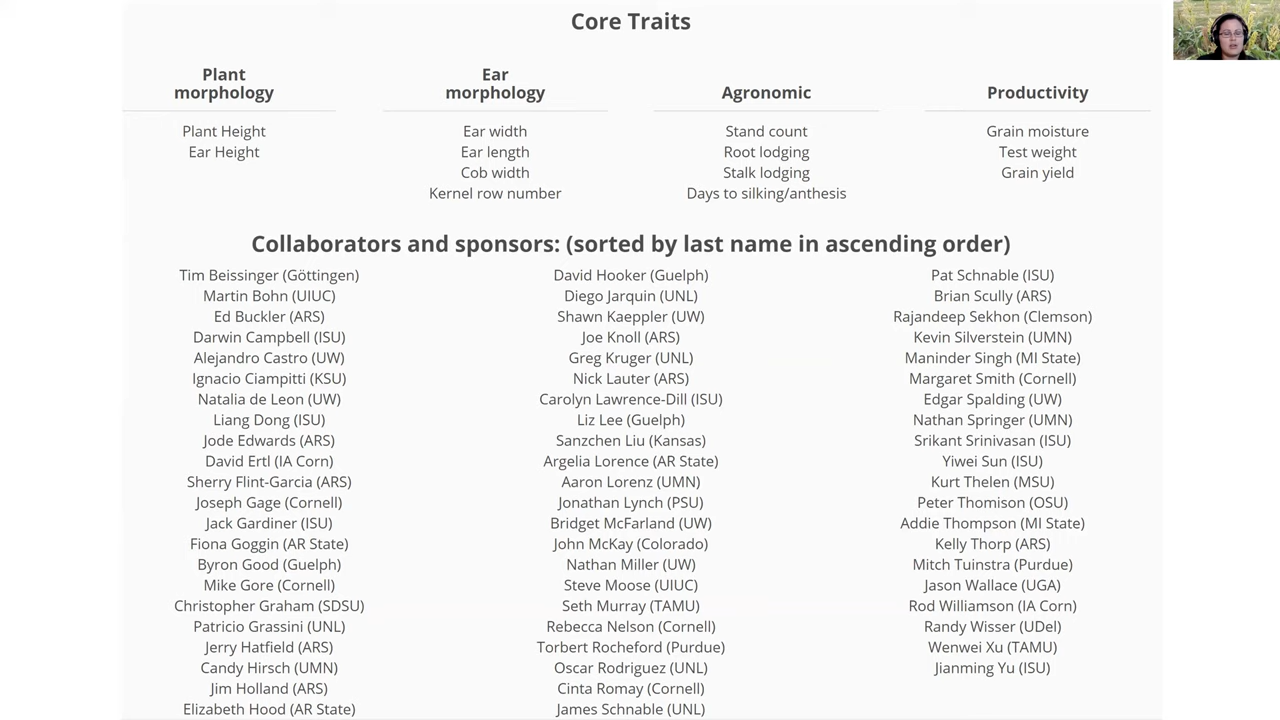 Core Traits
Plant
morphology
Plant Height
Ear Height
Ear
morphology
Ear width
Ear length
Cob width
Kernel row number
Agronomic
Stand count
Root lodging
Stalk lodging
Days to silking/anthesis
Productivity
Grain moisture
Test weight
Grain yield
Collaborators and sponsors: (sorted by last name in ascending order)
Tim Beissinger (Göttingen)
Martin Bohn (UIUC)
Ed Buckler (ARS)
Darwin Campbell (ISU)
Alejandro Castro (UW)
Ignacio Ciampitti (KSU)
Natalia de Leon (UW)
Liang Dong (ISU)
Jode Edwards (ARS)
David Ertl (IA Corn)
Sherry Flint-Garcia (ARS)
Joseph Gage (Cornell)
Jack Gardiner (ISU)
Fiona Goggin (AR State)
Byron Good (Guelph)
Mike Gore (Cornell)
Christopher Graham (SDSU)
Patricio Grassini (UNL)
Jerry Hatfield (ARS)
Candy Hirsch (UMN)
Jim Holland (ARS)
Elizabeth Hood (AR State)
David Hooker (Guelph)
Diego Jarquin (UNL)
Shawn Kaeppler (UW)
Joe Knoll (ARS)
Greg Kruger (UNL)
Nick Lauter (ARS)
Carolyn Lawrence-Dill (ISU)
Liz Lee (Guelph)
Sanzchen Liu (Kansas)
Argelia Lorence (AR State)
Aaron Lorenz (UMN)
Jonathan Lynch (PSU)
Bridget McFarland (UW)
John McKay (Colorado)
Nathan Miller (UW)
Steve Moose (UIUC)
Seth Murray (TAMU)
Rebecca Nelson (Cornell)
Torbert Rocheford (Purdue)
Oscar Rodriguez (UNL)
Cinta Romay (Cornell)
James Schnable (UNL)
Pat Schnable (ISU)
Brian Scully (ARS)
Rajandeep Sekhon (Clemson)
Kevin Silverstein (UMN)
Maninder Singh (MI State)
Margaret Smith (Cornell)
Edgar Spalding (UW)
Nathan Springer (UMN)
Srikant Srinivasan (ISU)
Yiwei Sun (ISU)
Kurt Thelen (MSU)
Peter Thomison (OSU)
Addie Thompson (MI State)
Kelly Thorp (ARS)
Mitch Tuinstra (Purdue)
Jason Wallace (UGA)
Rod Williamson (IA Corn)
Randy Wisser (UDel)
Wenwei Xu (TAMU)
Jianming Yu (ISU)